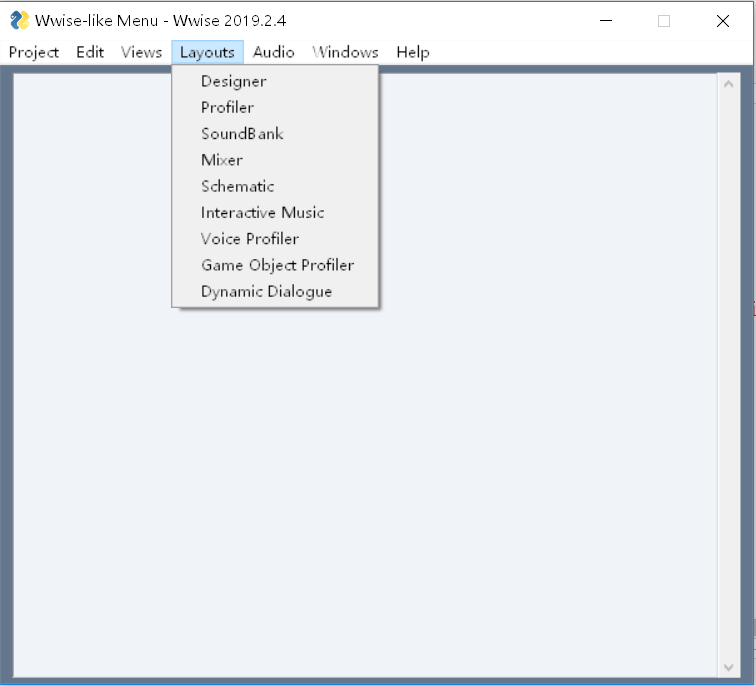 Wwise-like Menu - Wwise 2019.2.4
Project Edit Views Layouts Audio Windows Help
Designer
Profiler
SoundBank
Mixer
Schematic
Interactive Music
Voice Profiler
Game Object Profiler
Dynamic Dialogue